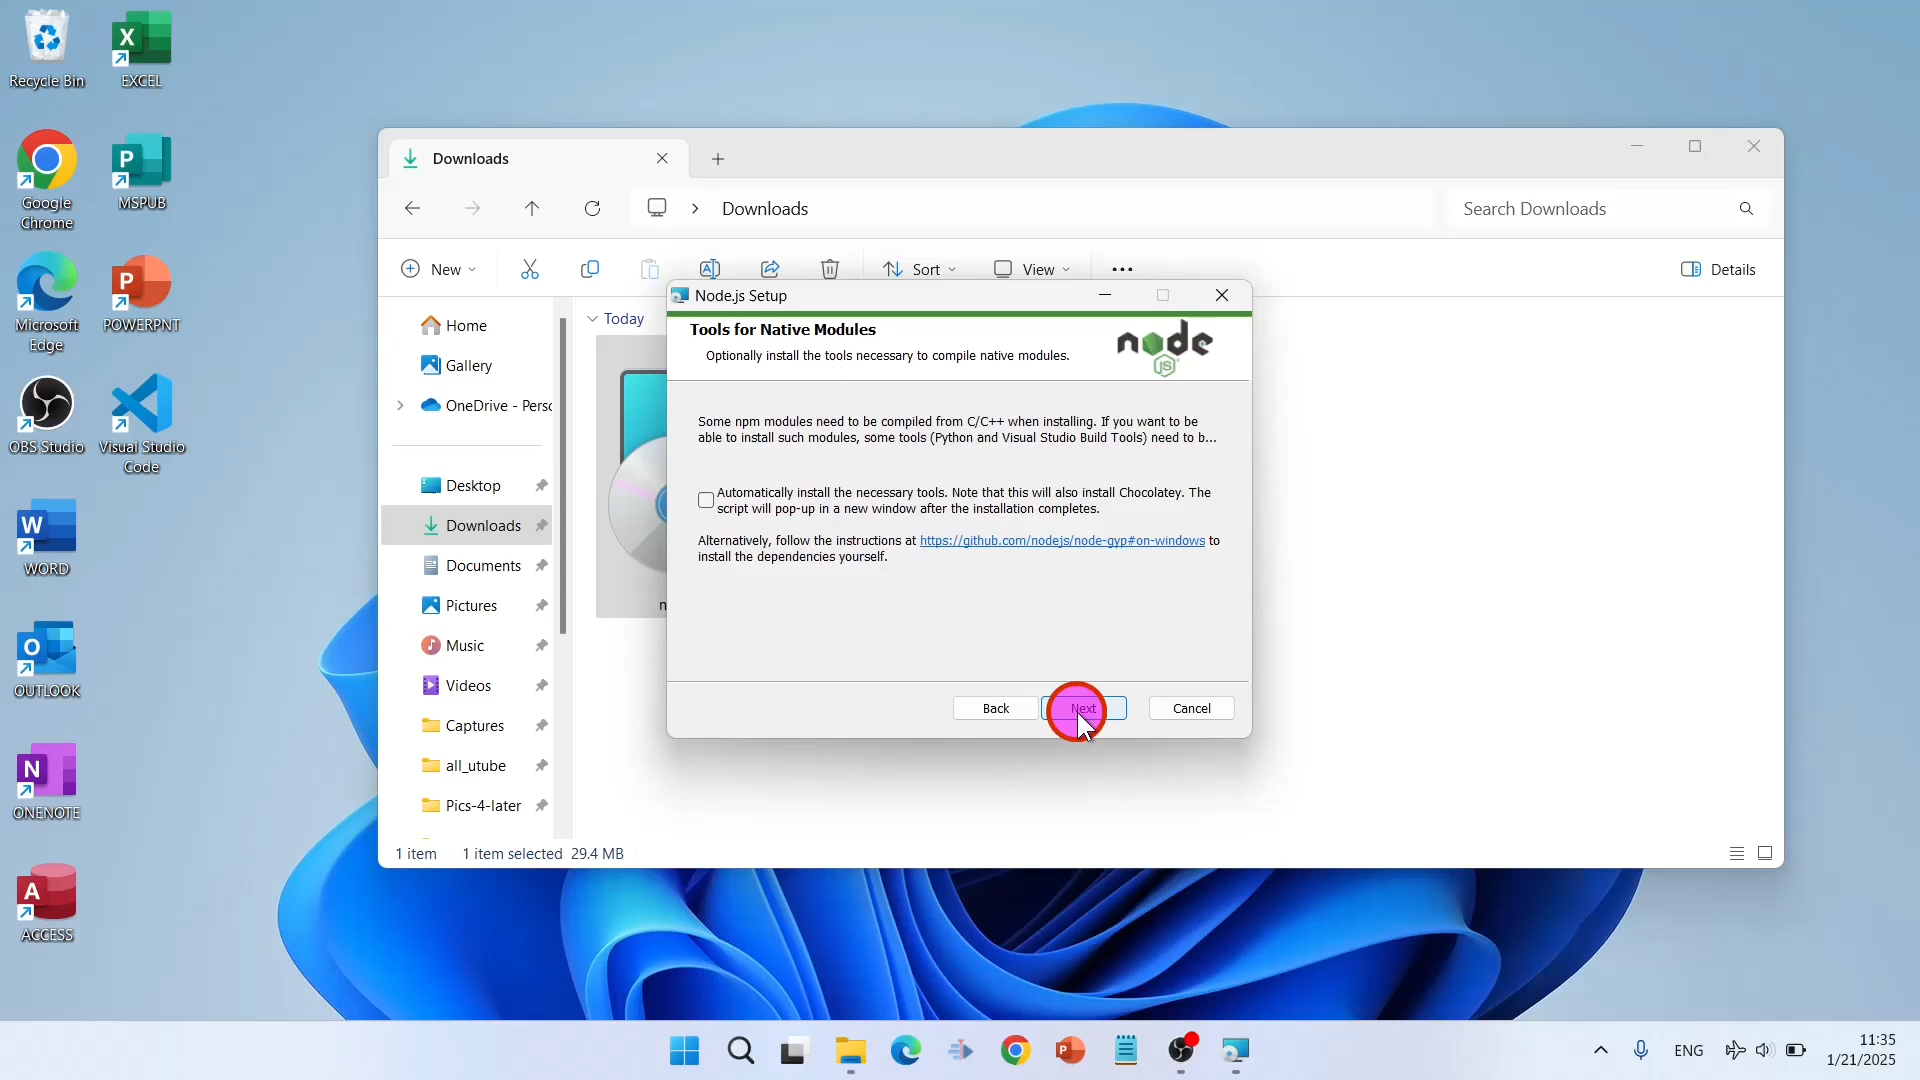 Recycle Bin
EXCEL
Google
Chrome
MSPUB
Microsoft
Edge
POWERPNT
OBS Studio
Visual Studio
Code
WORD
OUTLOOK
ONENOTE
ACCESS
Downloads
Downloads
Search Downloads
New
Sort
View
Details
Home
Gallery
OneDrive - Perso
Desktop
Downloads
Documents
Pictures
Music
Videos
Captures
all_utube
Pics-4-later
Today
n
1 item 1 item selected 29.4 MB
Node.js Setup
Tools for Native Modules
Optionally install the tools necessary to compile native modules.
node
JS
Some npm modules need to be compiled from C/C++ when installing. If you want to be
able to install such modules, some tools (Python and Visual Studio Build Tools) need to b...
Automatically install the necessary tools. Note that this will also install Chocolatey. The
script will pop-up in a new window after the installation completes.
Alternatively, follow the instructions at https://github.com/nodejs/node-gyp#on-windows to
install the dependencies yourself.
Back
Next
Cancel
ENG
11:35
1/21/2025